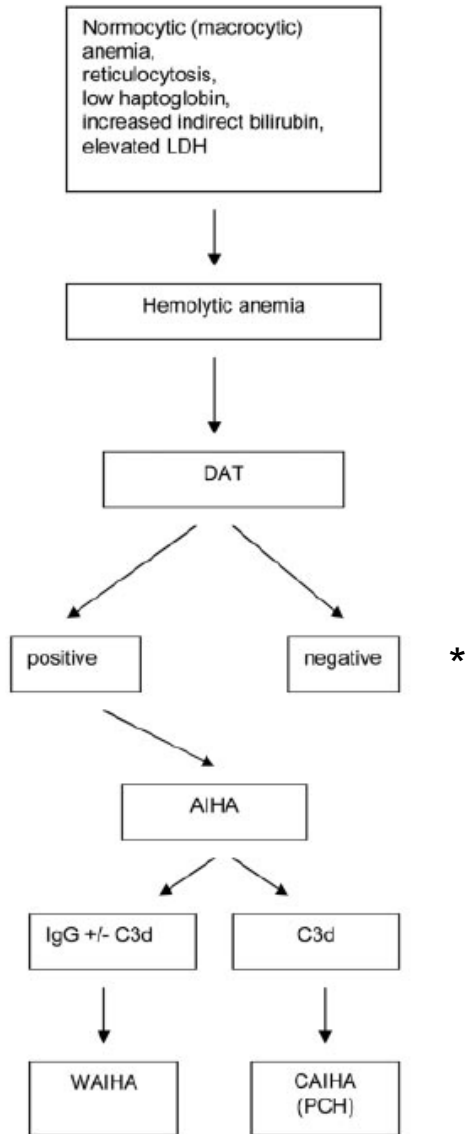 Normocytic (macrocytic)
anemia,
reticulocytosis,
low haptoglobin,
increased indirect bilirubin,
elevated LDH
Hemolytic anemia
DAT
positive
negative *
AIHA
IgG +/- C3d
C3d
WAIHA
CAIHA
(PCH)